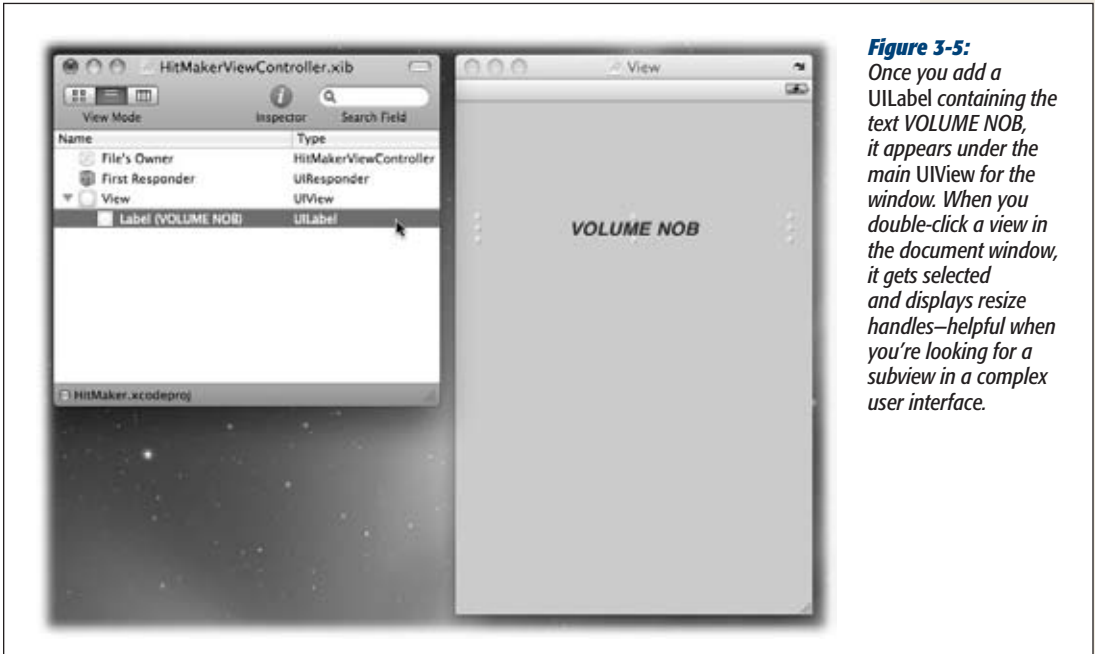 HitMakerViewController.xib
View Mode
Inspector
Search Field
Name
Type
File's Owner
HitMakerViewController
First Responder
UIResponder
View
UIView
Label (VOLUME NOB)
UILabel
HitMaker.xcodeproj
View
VOLUME NOB
Figure 3-5:
Once you add a
UILabel containing the
text VOLUME NOB,
it appears under the
main UIView for the
window. When you
double-click a view in
the document window,
it gets selected
and displays resize
handles—helpful when
you're looking for a
subview in a complex
user interface.